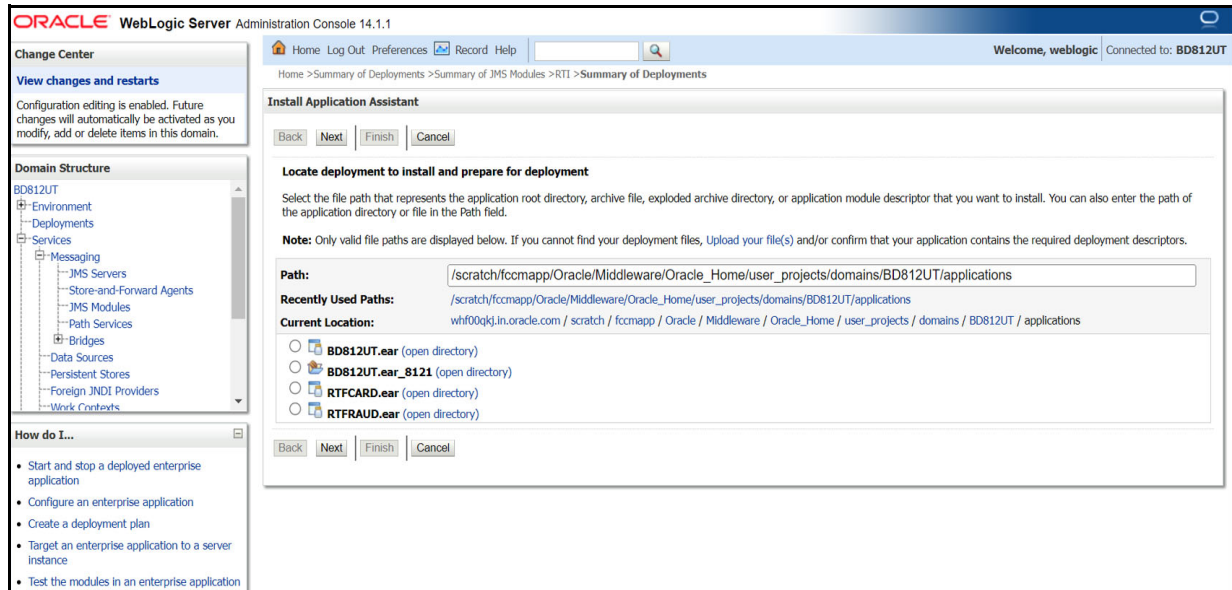 ORACLE WebLogic Server Administration Console 14.1.1
Change Center
View changes and restarts
Configuration editing is enabled. Future
changes will automatically be activated as you
modify, add or delete items in this domain.
Domain Structure
BD812UT
Environment
Deployments
Services
Messaging
JMS Servers
Store-and-Forward Agents
JMS Modules
Path Services
Bridges
Data Sources
Persistent Stores
Foreign JNDI Providers
Work Contexts
How do I...
• Start and stop a deployed enterprise
application
• Configure an enterprise application
• Create a deployment plan
• Target an enterprise application to a server
instance
• Test the modules in an enterprise application
Home Log Out Preferences Record Help
Welcome, weblogic Connected to: BD812UT
Home >Summary of Deployments >Summary of JMS Modules >RTI >Summary of Deployments
Install Application Assistant
Back Next Finish Cancel
Locate deployment to install and prepare for deployment
Select the file path that represents the application root directory, archive file, exploded archive directory, or application module descriptor that you want to install. You can also enter the path of
the application directory or file in the Path field.
Note: Only valid file paths are displayed below. If you cannot find your deployment files, Upload your file(s) and/or confirm that your application contains the required deployment descriptors.
Path: /scratch/fccmapp/Oracle/Middleware/Oracle_Home/user_projects/domains/BD812UT/applications
Recently Used Paths: /scratch/fccmapp/Oracle/Middleware/Oracle_Home/user_projects/domains/BD812UT/applications
Current Location: whf00qkj.in.oracle.com / scratch / fccmapp / Oracle / Middleware / Oracle_Home / user_projects / domains / BD812UT / applications
BD812UT.ear (open directory)
BD812UT.ear_8121 (open directory)
RTFCARD.ear (open directory)
RTFRAUD.ear (open directory)
Back Next Finish Cancel